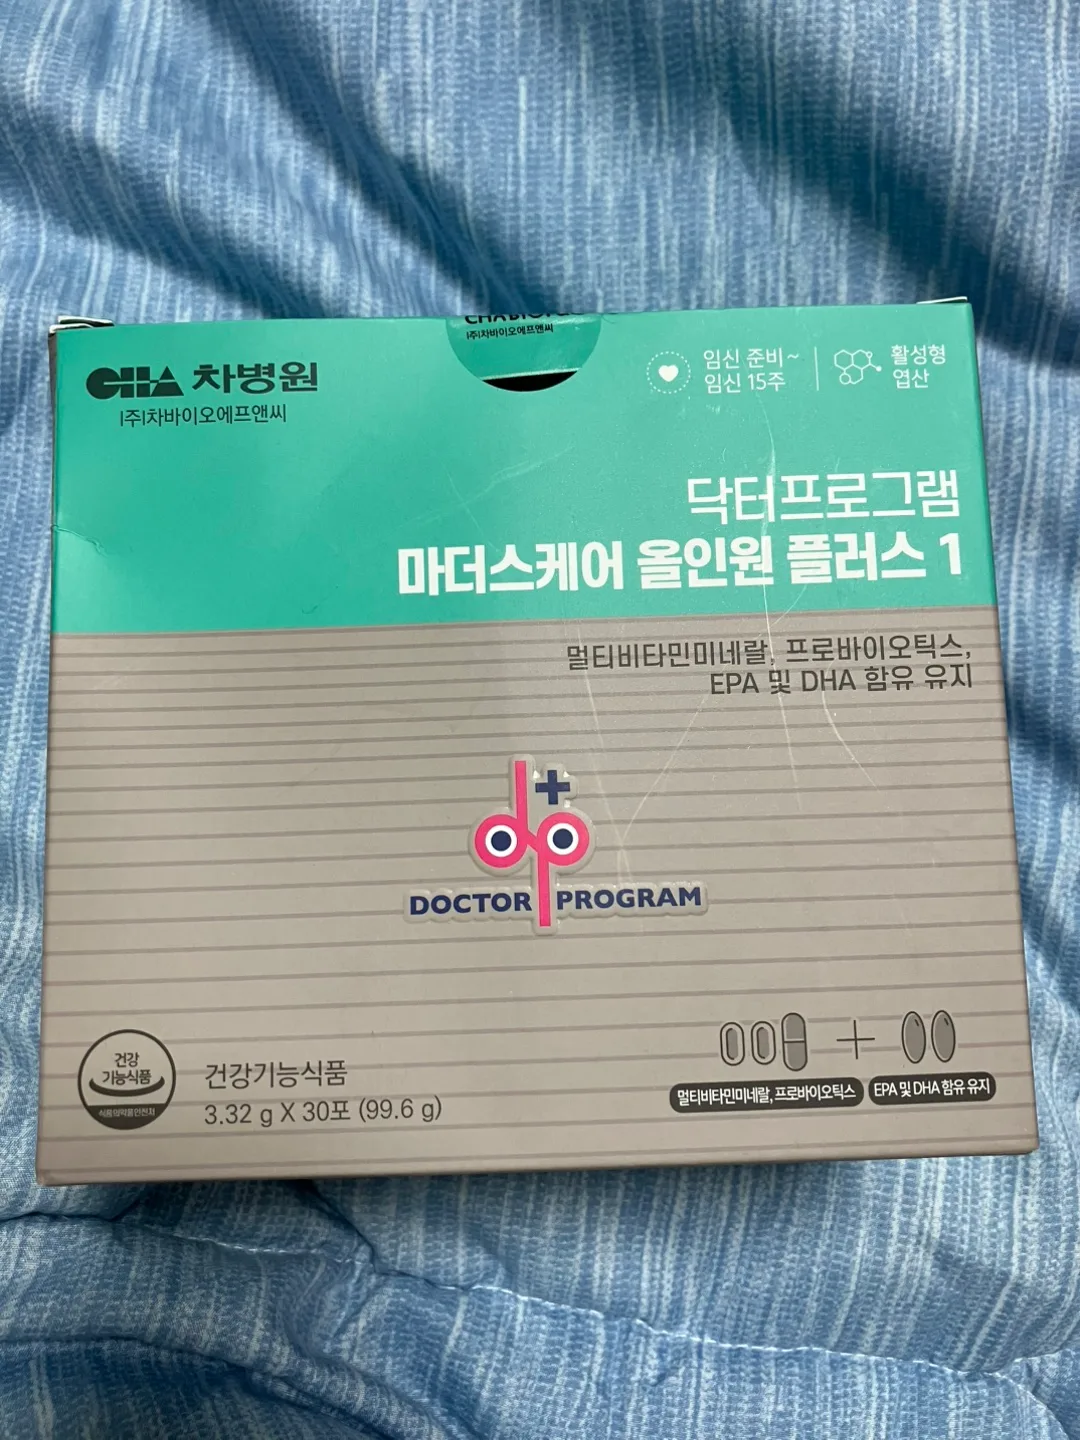 차병원
(주)차바이오에프앤씨
(주)차바이오에프앤씨
임신 준비~
임신 15주
활성형
엽산
닥터프로그램
마더스케어 올인원 플러스 1
멀티비타민미네랄, 프로바이오틱스,
EPA 및 DHA 함유 유지
d+p
DOCTOR PROGRAM
건강
기능식품
식품의약품안전처
건강기능식품
3.32 g X 30포 (99.6 g)
멀티비타민미네랄, 프로바이오틱스
EPA 및 DHA 함유 유지